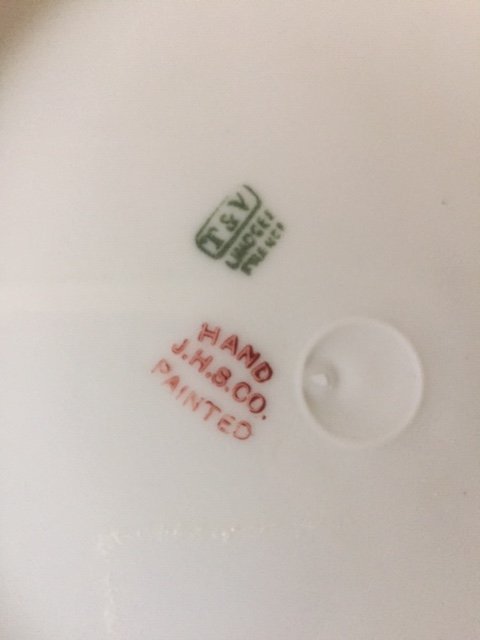 T & V
LIMOGES
FRANCE
HAND
J.H.S.CO.
PAINTED